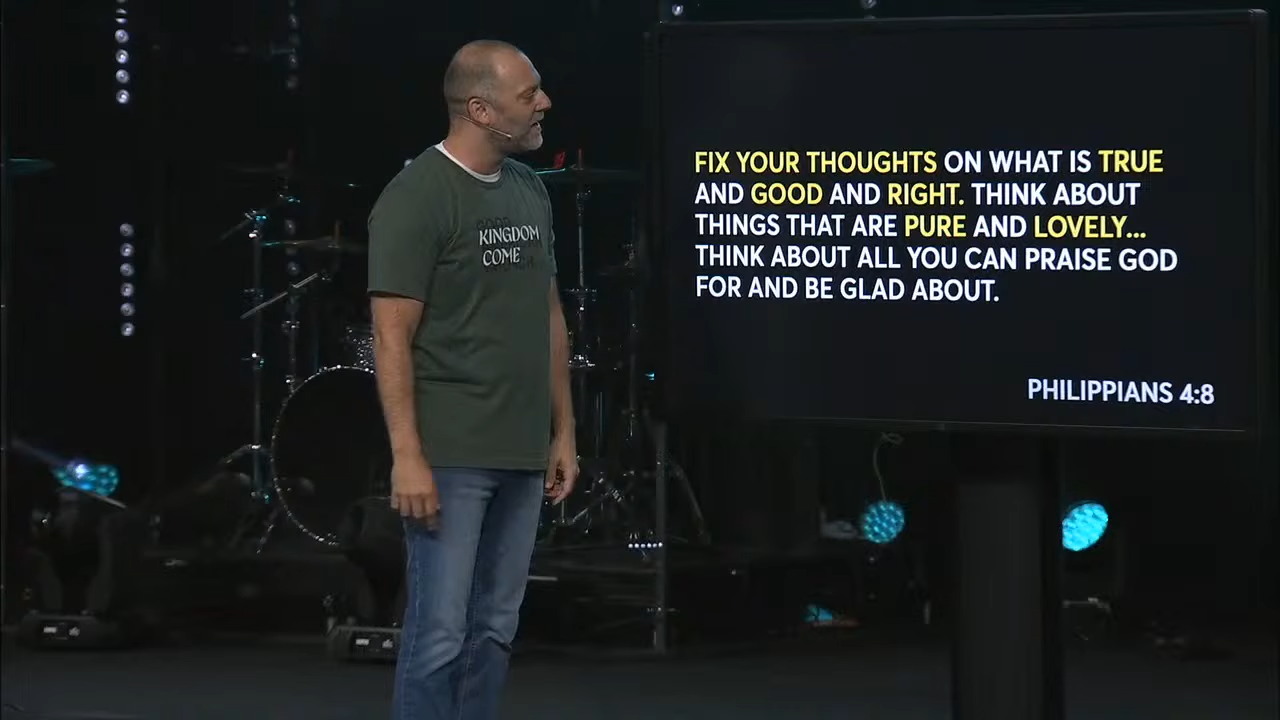 KINGDOM
COME
FIX YOUR THOUGHTS ON WHAT IS TRUE
AND GOOD AND RIGHT. THINK ABOUT
THINGS THAT ARE PURE AND LOVELY...
THINK ABOUT ALL YOU CAN PRAISE GOD
FOR AND BE GLAD ABOUT.
PHILIPPIANS 4:8